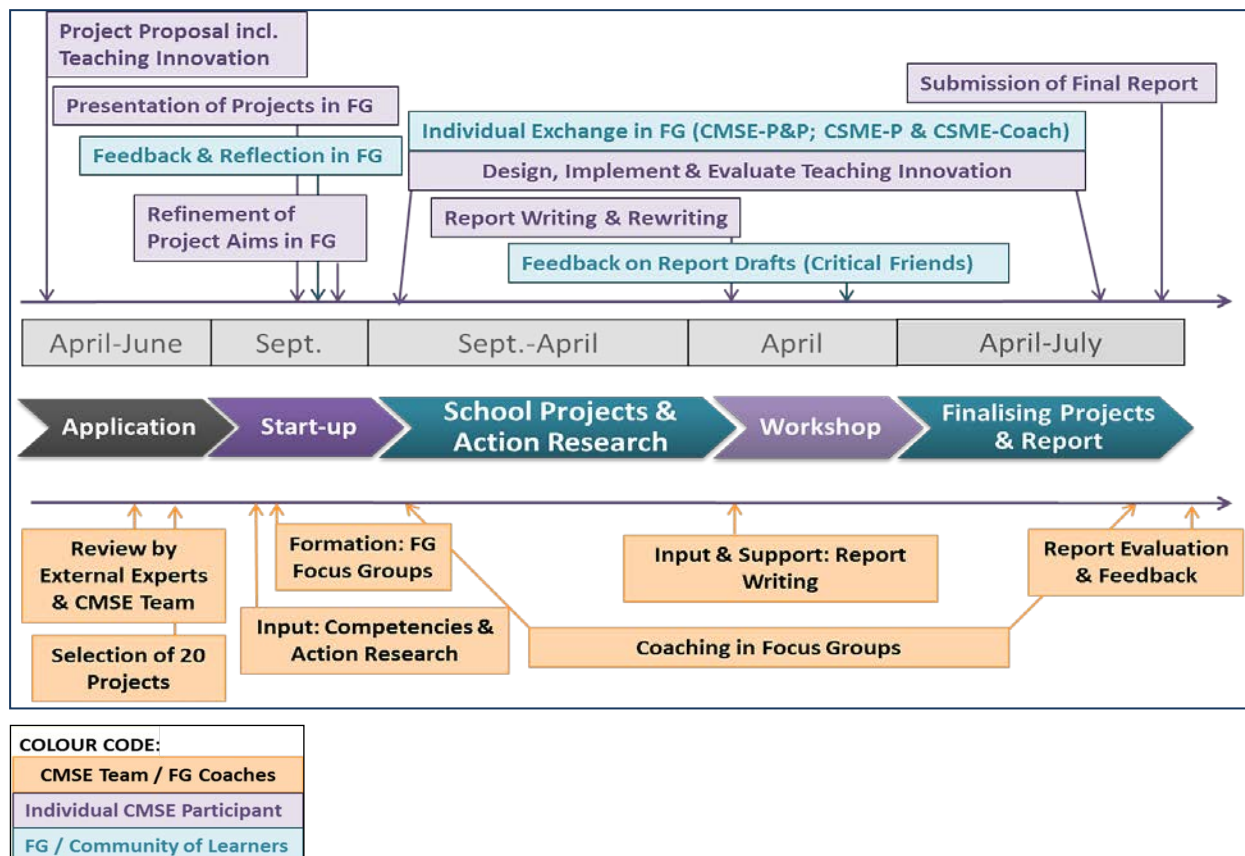 Project Proposal incl.
Teaching Innovation
Submission of Final Report
Presentation of Projects in FG
Individual Exchange in FG (CMSE-P&P; CSME-P & CSME-Coach)
Feedback & Reflection in FG
Design, Implement & Evaluate Teaching Innovation
Refinement of
Project Aims in FG
Report Writing & Rewriting
Feedback on Report Drafts (Critical Friends)
April-June
Sept.
Sept.-April
April
April-July
Application
Start-up
School Projects &
Action Research
Workshop
Finalising Projects
& Report
Review by
External Experts
& CMSE Team
Formation: FG
Focus Groups
Input & Support: Report
Writing
Report Evaluation
& Feedback
Selection of 20
Projects
Input: Competencies &
Action Research
Coaching in Focus Groups
COLOUR CODE:
CMSE Team / FG Coaches
Individual CMSE Participant
FG / Community of Learners